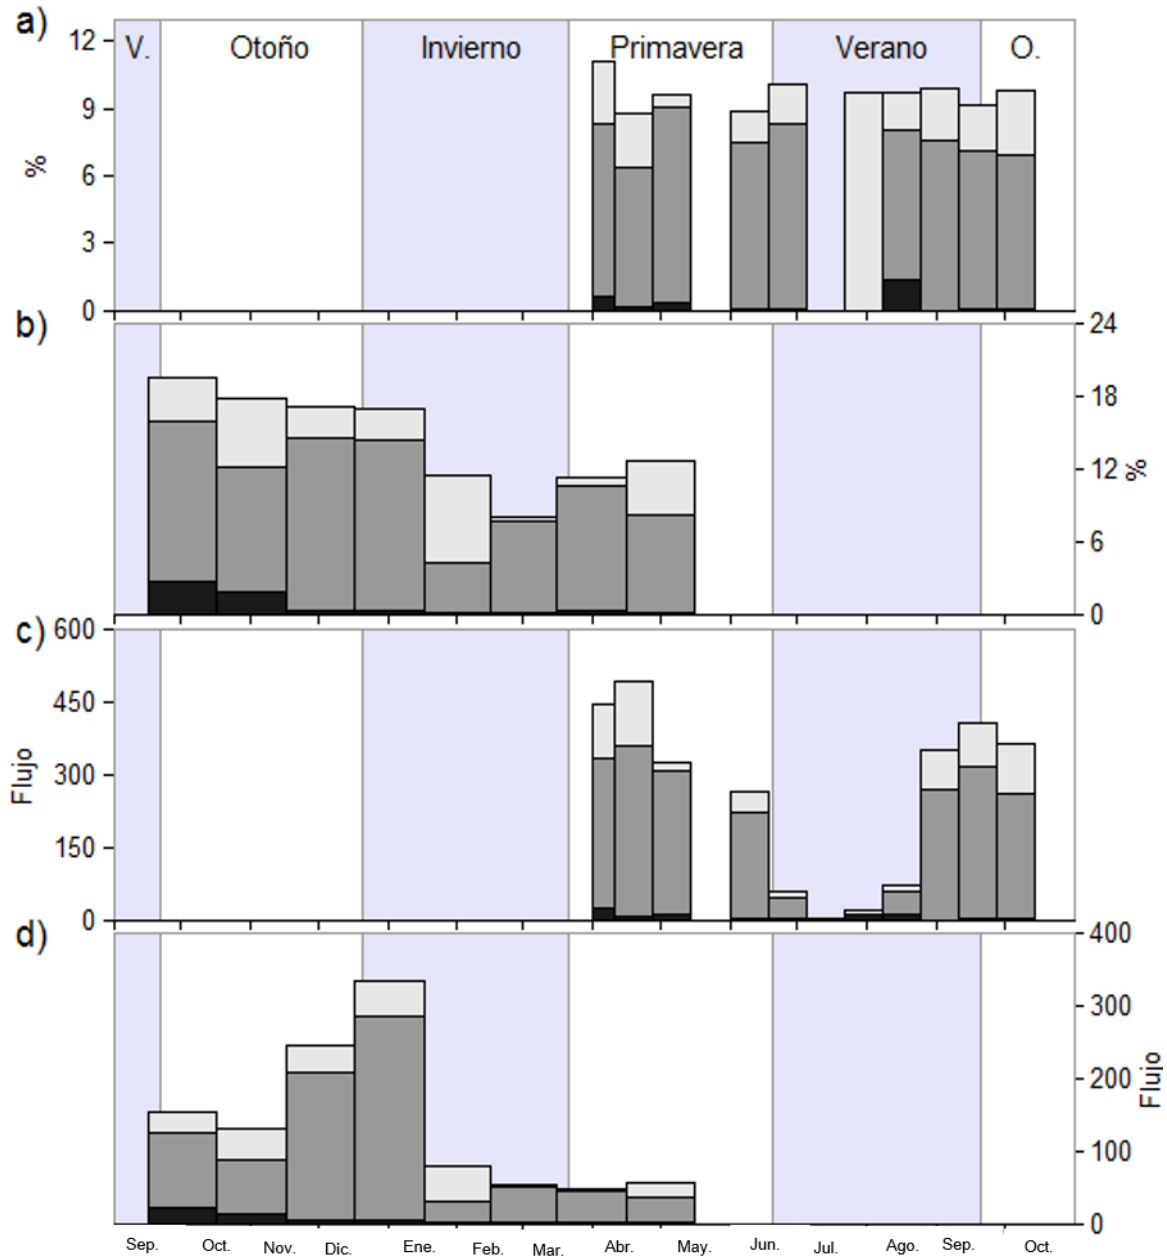 a)
V. Otoño Invierno Primavera Verano O.
12
9
6
3
0
%
b)
24
18
12
6
0
%
c)
600
450
300
150
0
Flujo
d)
400
300
200
100
0
Flujo
Sep. Oct. Nov. Dic. Ene. Feb. Mar. Abr. May. Jun. Jul. Ago. Sep. Oct.